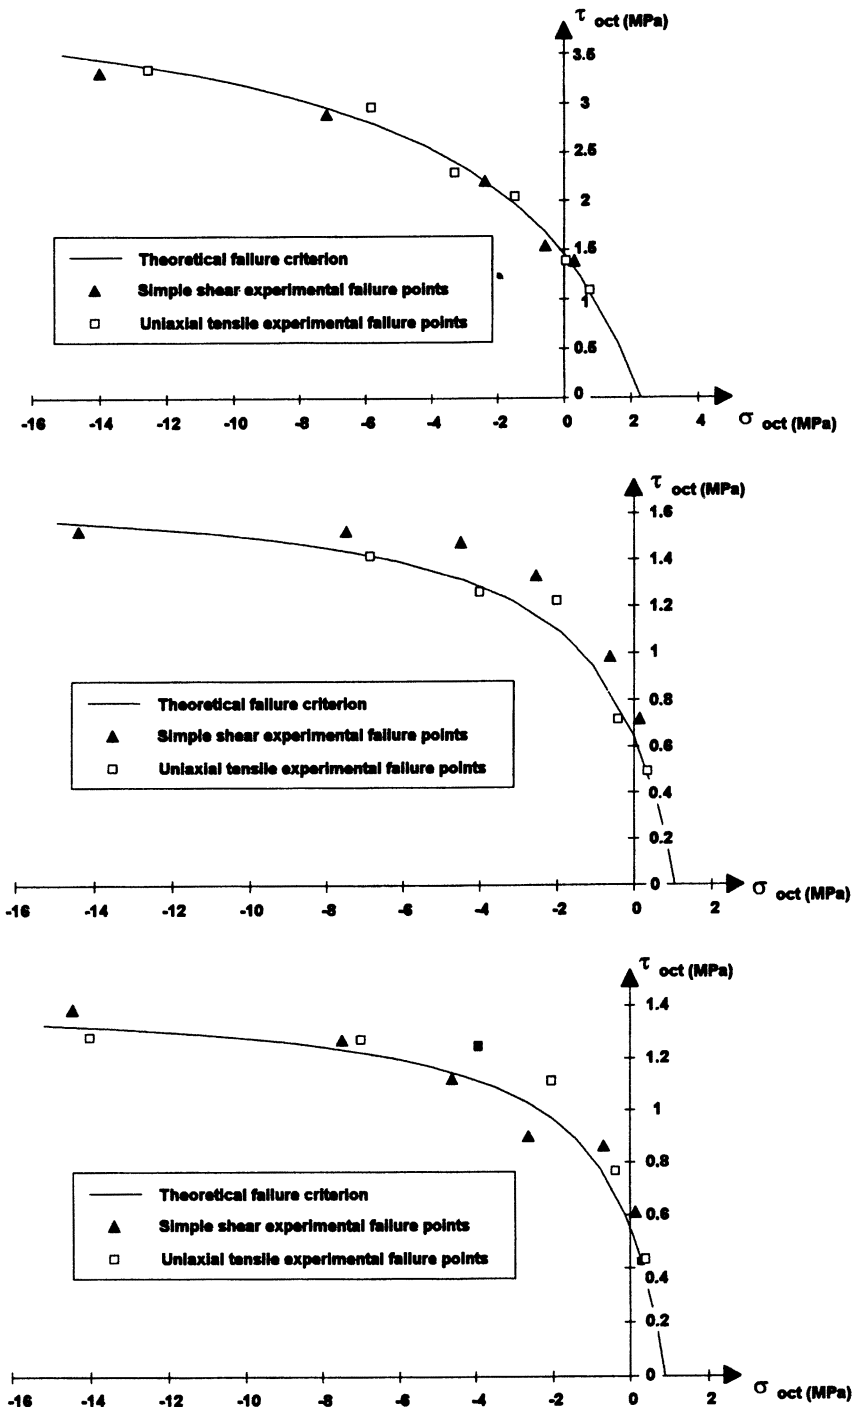 τ oct (MPa)
3.5
3
2.5
2
1.5
1
0.5
0
Theoretical failure criterion
Simple shear experimental failure points
Uniaxial tensile experimental failure points
-16 -14 -12 -10 -8 -6 -4 -2 0 2 4
σ oct (MPa)
τ oct (MPa)
1.6
1.4
1.2
1
0.8
0.6
0.4
0.2
0
Theoretical failure criterion
Simple shear experimental failure points
Uniaxial tensile experimental failure points
-16 -14 -12 -10 -8 -6 -4 -2 0 2
σ oct (MPa)
τ oct (MPa)
1.4
1.2
1
0.8
0.6
0.4
0.2
0
Theoretical failure criterion
Simple shear experimental failure points
Uniaxial tensile experimental failure points
-16 -14 -12 -10 -8 -6 -4 -2 0 2
σ oct (MPa)